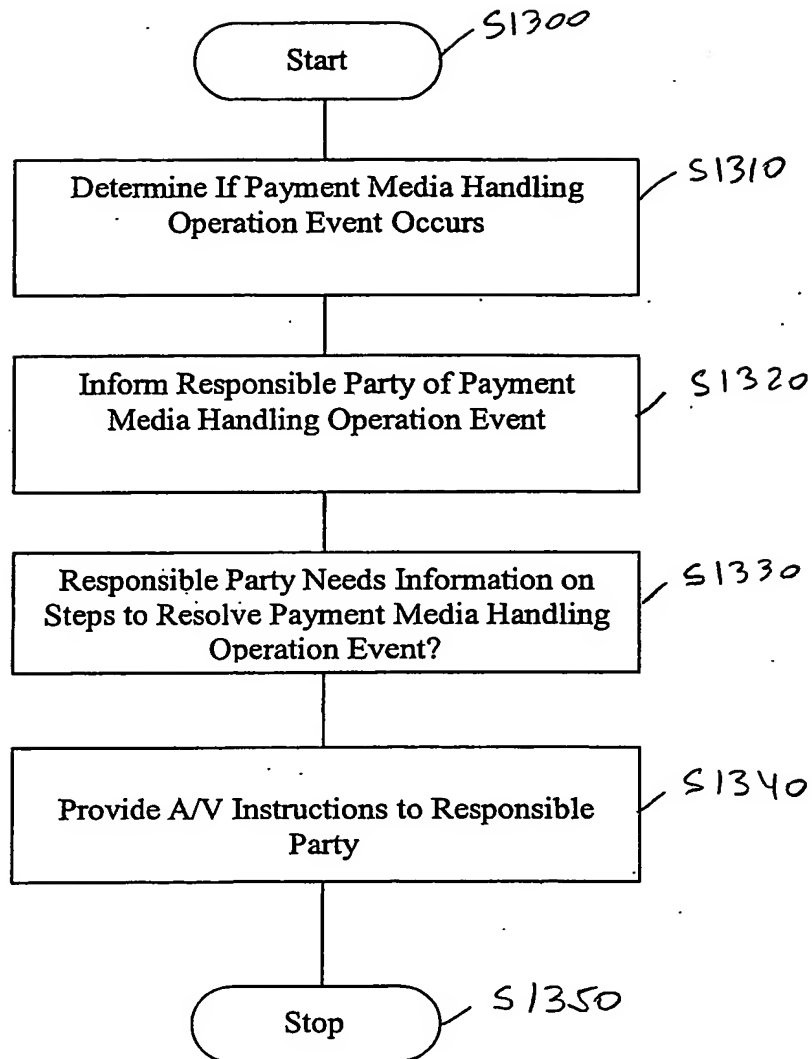 S1300
Start
S1310
Determine If Payment Media Handling
Operation Event Occurs
S1320
Inform Responsible Party of Payment
Media Handling Operation Event
S1330
Responsible Party Needs Information on
Steps to Resolve Payment Media Handling
Operation Event?
S1340
Provide A/V Instructions to Responsible
Party
S1350
Stop